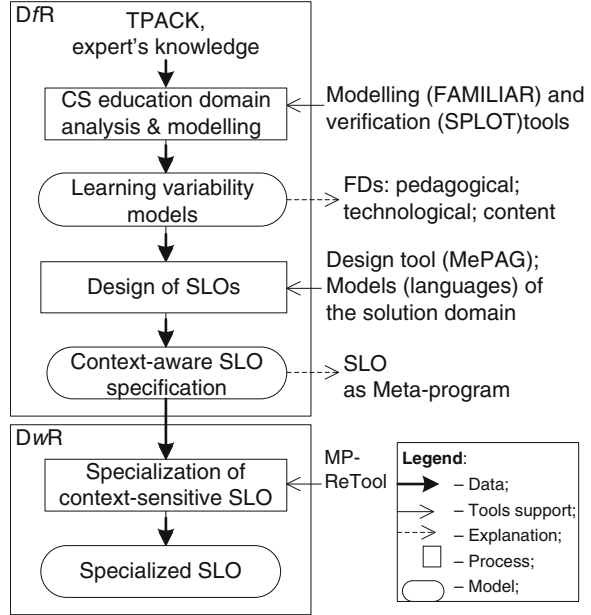 DfR
TPACK,
expert's knowledge
CS education domain
analysis & modelling
Modelling (FAMILIAR) and
verification (SPLOT)tools
Learning variability
models
FDs: pedagogical;
technological; content
Design of SLOs
Design tool (MePAG);
Models (languages) of
the solution domain
Context-aware SLO
specification
SLO
as Meta-program
DwR
Specialization of
context-sensitive SLO
MP-
ReTool
Specialized SLO
Legend:
– Data;
– Tools support;
– Explanation;
– Process;
– Model;